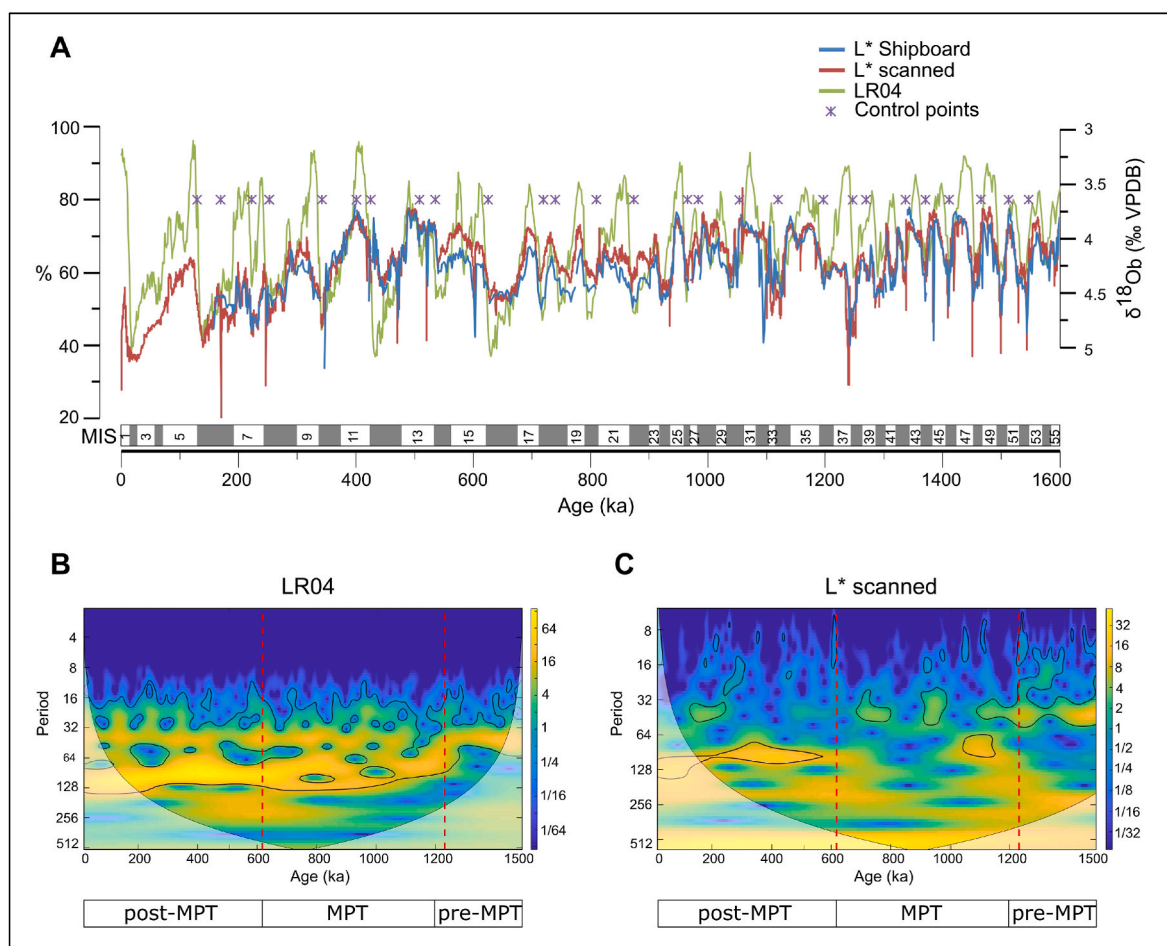 A
L* Shipboard
L* scanned
LR04
Control points
100
80
60
40
20
%
3
3.5
4
4.5
5
δ18Ob (‰ VPDB)
MIS 1 3 5 7 9 11 13 15 17 19 21 23 25 27 29 31 33 35 37 39 41 43 45 47 49 51 53 55
0 200 400 600 800 1000 1200 1400 1600
Age (ka)
B
LR04
4
8
16
32
64
128
256
512
Period
64
16
4
1
1/4
1/16
1/64
0 200 400 600 800 1000 1200 1500
Age (ka)
post-MPT MPT pre-MPT
C
L* scanned
8
16
32
64
128
256
512
Period
32
16
8
4
2
1
1/2
1/4
1/8
1/16
1/32
0 200 400 600 800 1000 1200 1500
Age (ka)
post-MPT MPT pre-MPT